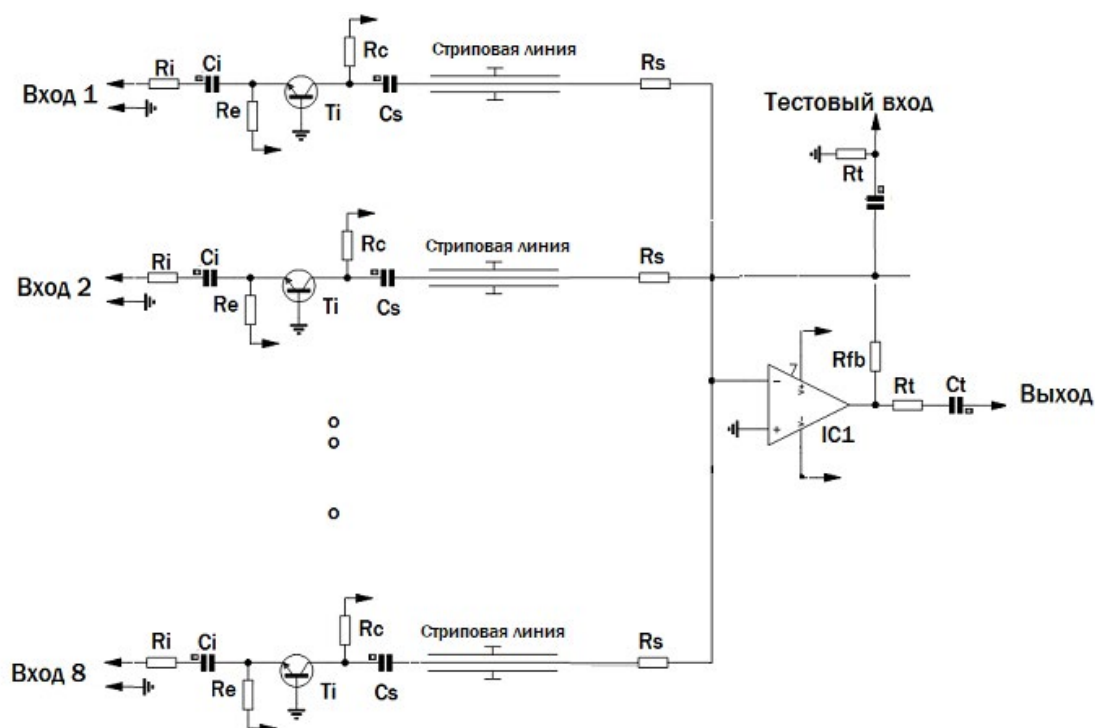 Вход 1
Ri
Ci
Re
Ti
Rc
Cs
Стриповая линия
Rs
Тестовый вход
Rt
Вход 2
Ri
Ci
Re
Ti
Rc
Cs
Стриповая линия
Rs
7
V+
V-
IC1
Rfb
Rt
Ct
Выход
Вход 8
Ri
Ci
Re
Ti
Rc
Cs
Стриповая линия
Rs